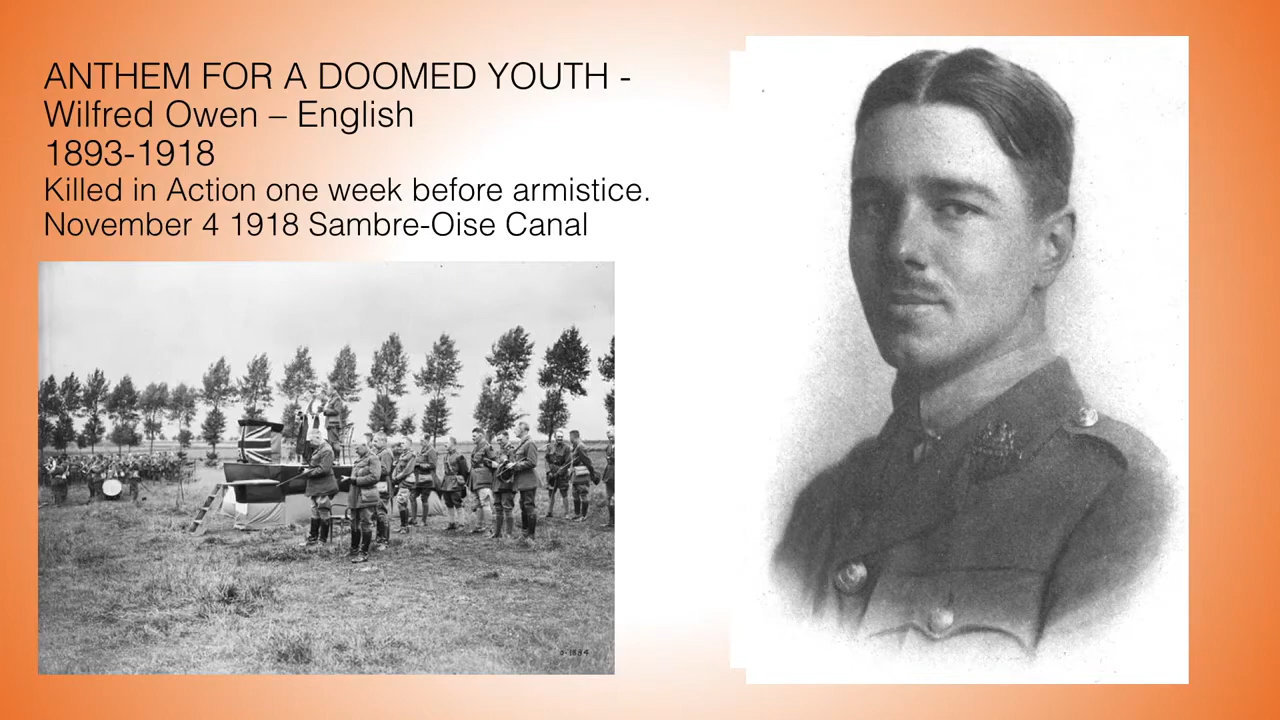 ANTHEM FOR A DOOMED YOUTH -
Wilfred Owen – English
1893-1918
Killed in Action one week before armistice.
November 4 1918 Sambre-Oise Canal
O-1834